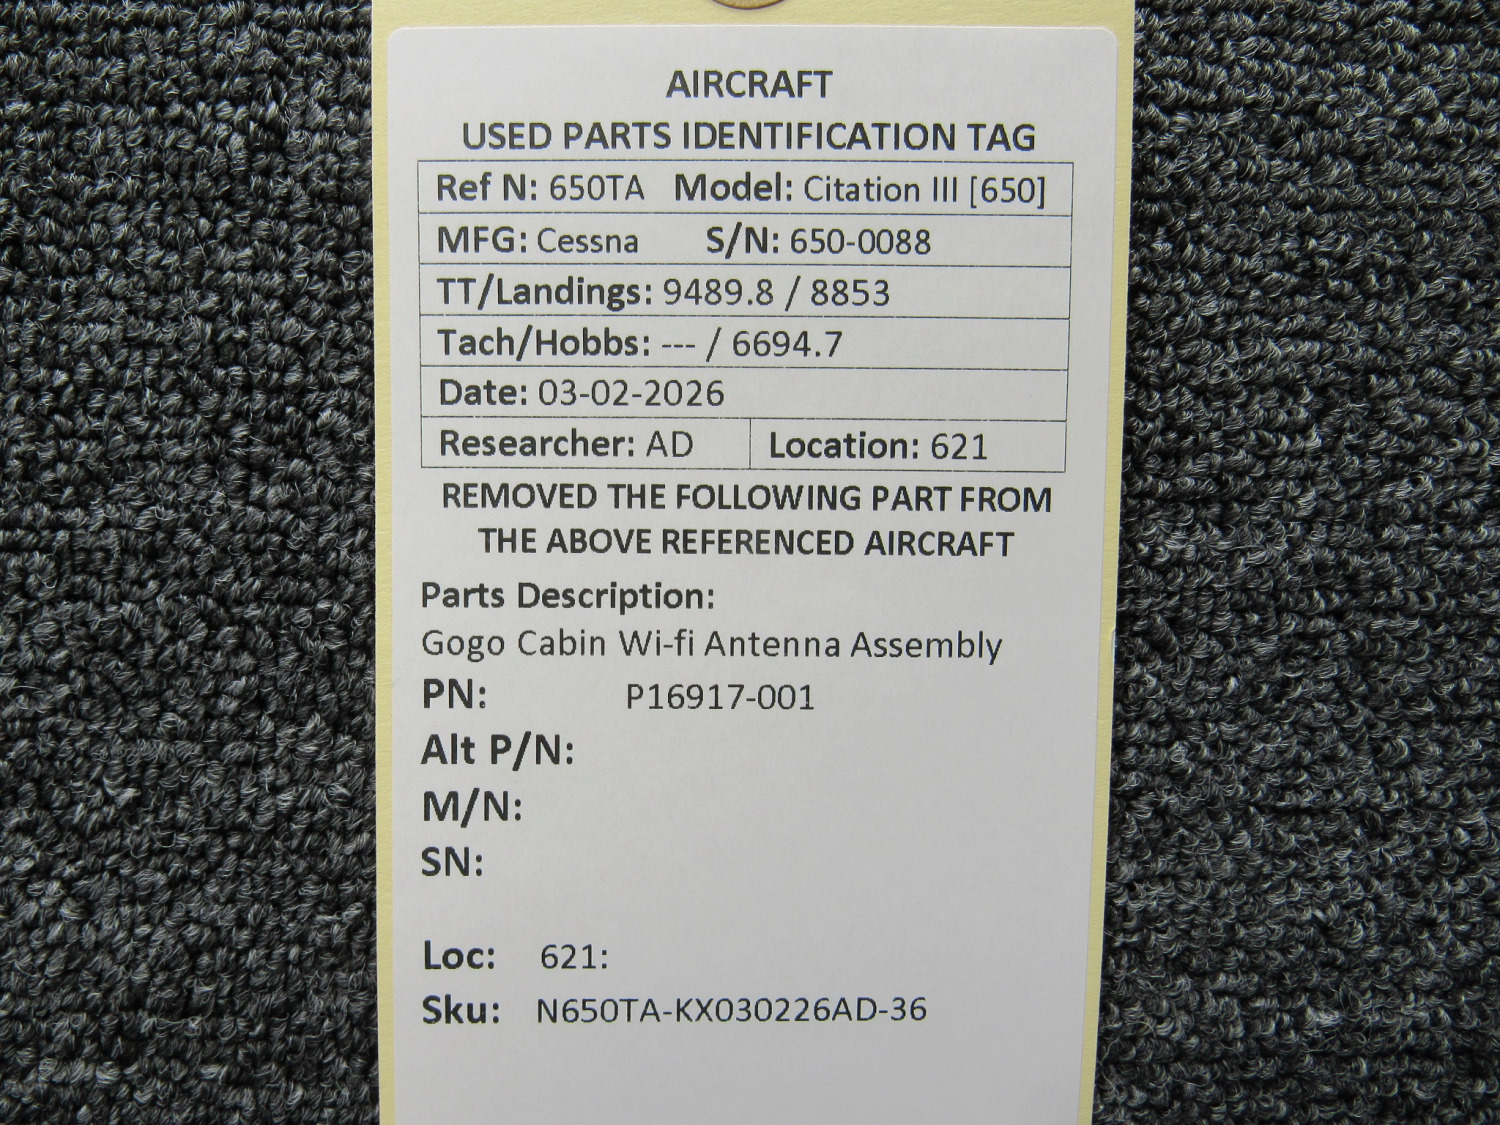 AIRCRAFT
USED PARTS IDENTIFICATION TAG
Ref N: 650TA Model: Citation III [650]
MFG: Cessna S/N: 650-0088
TT/Landings: 9489.8 / 8853
Tach/Hobbs: --- / 6694.7
Date: 03-02-2026
Researcher: AD Location: 621
REMOVED THE FOLLOWING PART FROM
THE ABOVE REFERENCED AIRCRAFT
Parts Description:
Gogo Cabin Wi-fi Antenna Assembly
PN: P16917-001
Alt P/N:
M/N:
SN:
Loc: 621:
Sku: N650TA-KX030226AD-36